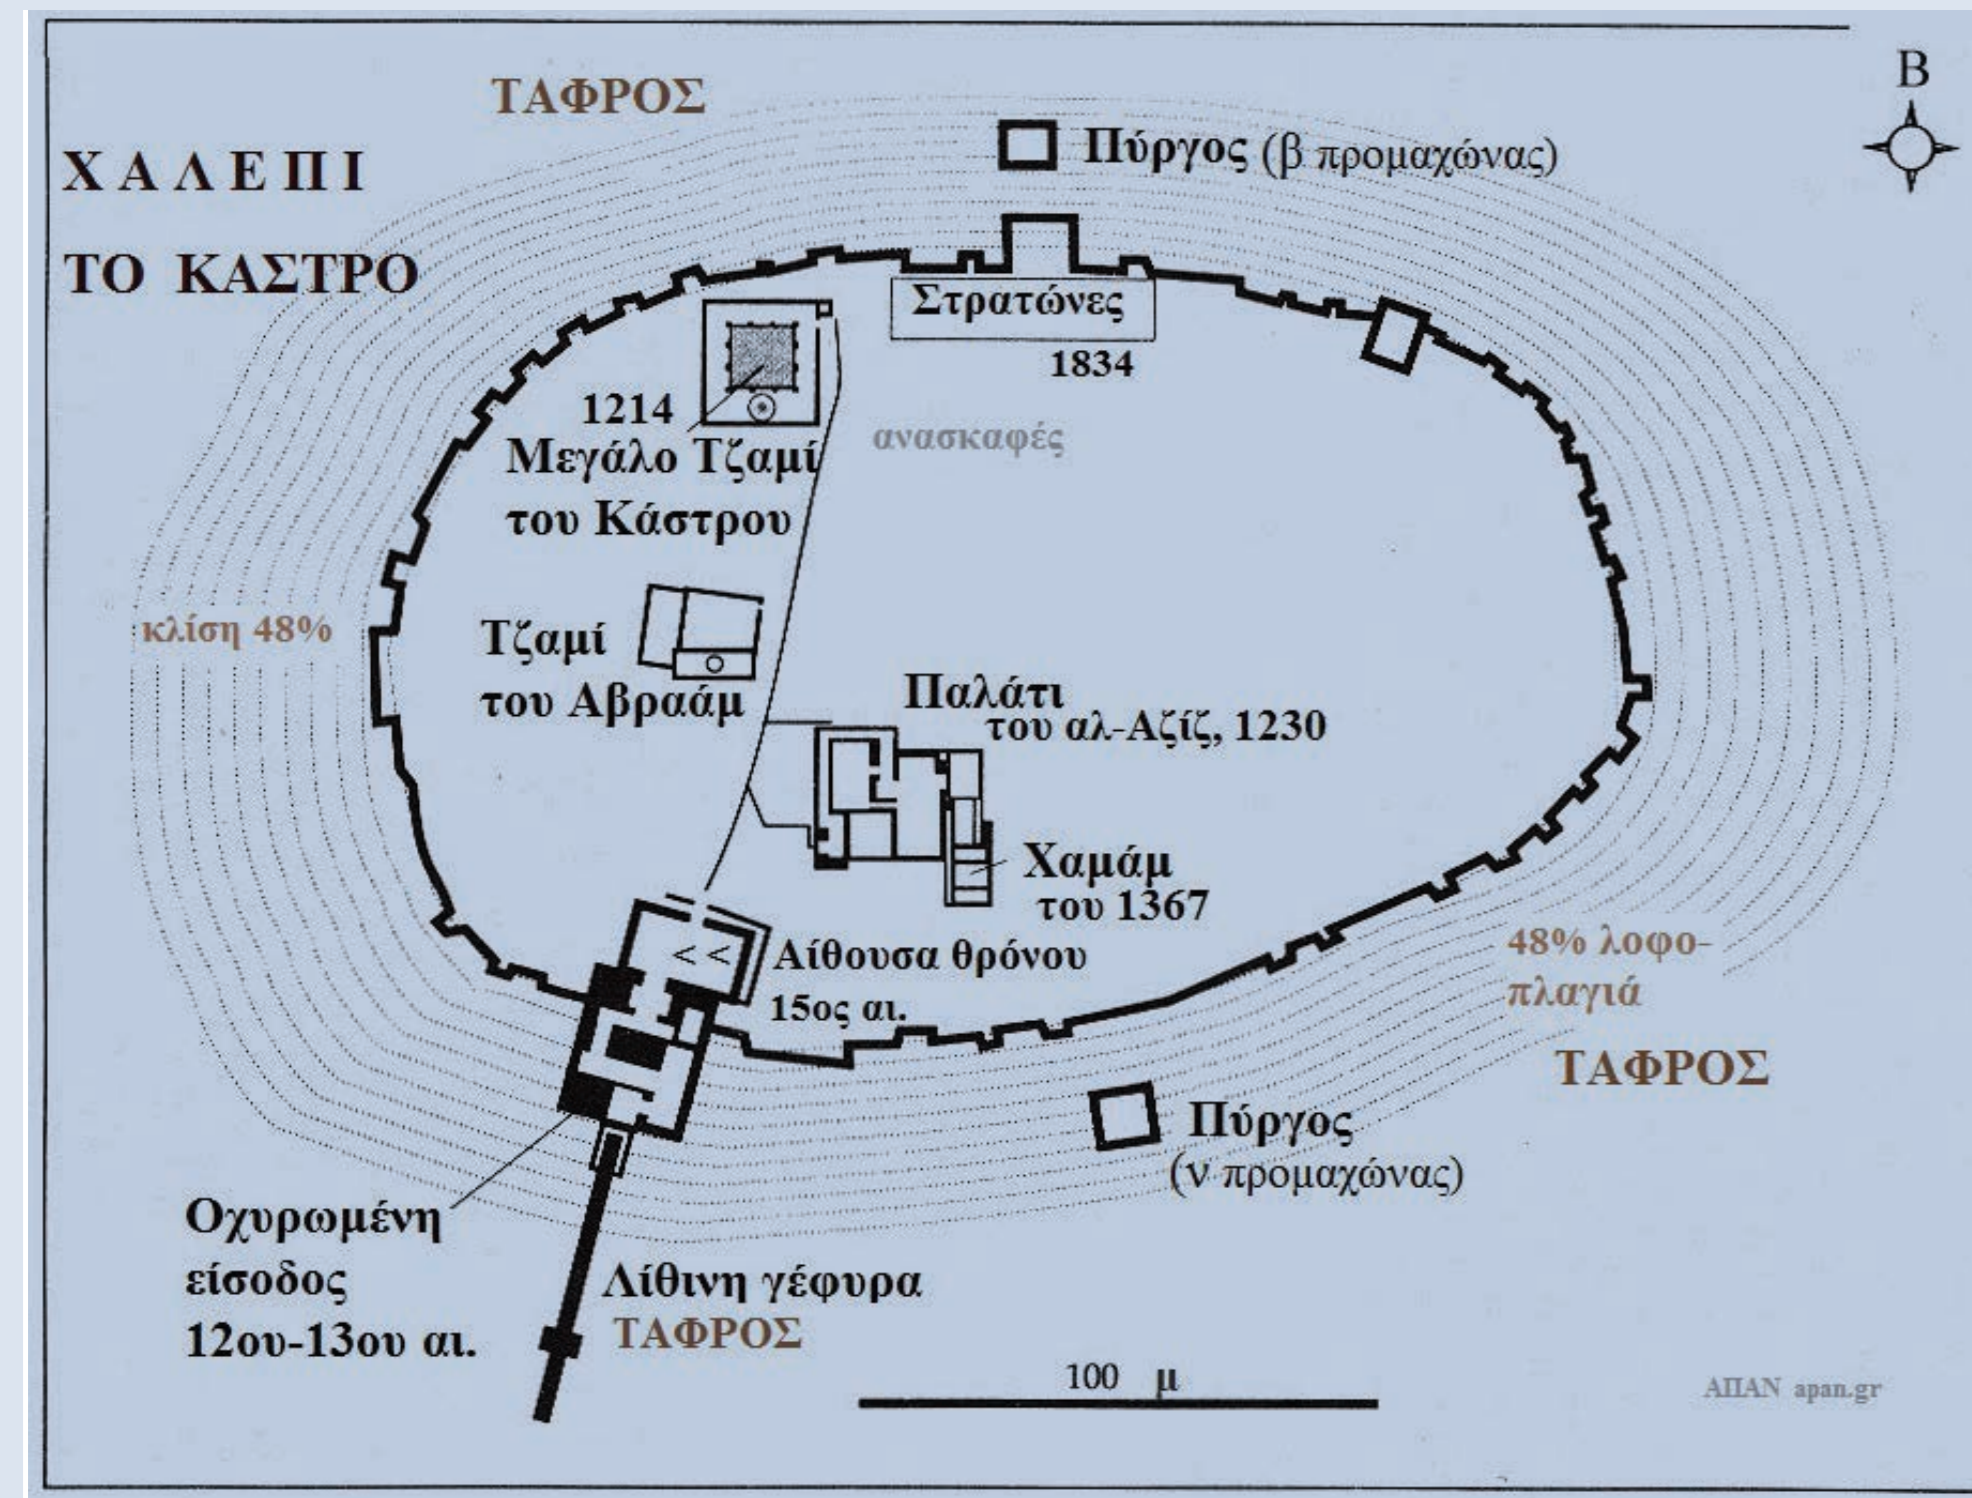 ΤΑΦΡΟΣ
Β
Πύργος (β προμαχώνας)
ΧΑΛΕΠΙ
ΤΟ ΚΑΣΤΡΟ
Στρατώνες
1834
1214
Μεγάλο Τζαμί
του Κάστρου
ανασκαφές
κλίση 48%
Τζαμί
του Αβραάμ
Παλάτι
του αλ-Αζίζ, 1230
Χαμάμ
του 1367
< <
Αίθουσα θρόνου
15ος αι.
48% λοφο-
πλαγιά
ΤΑΦΡΟΣ
Πύργος
(ν προμαχώνας)
Οχυρωμένη
είσοδος
12ου-13ου αι.
Λίθινη γέφυρα
ΤΑΦΡΟΣ
100 μ
ΑΠΑΝ apan.gr